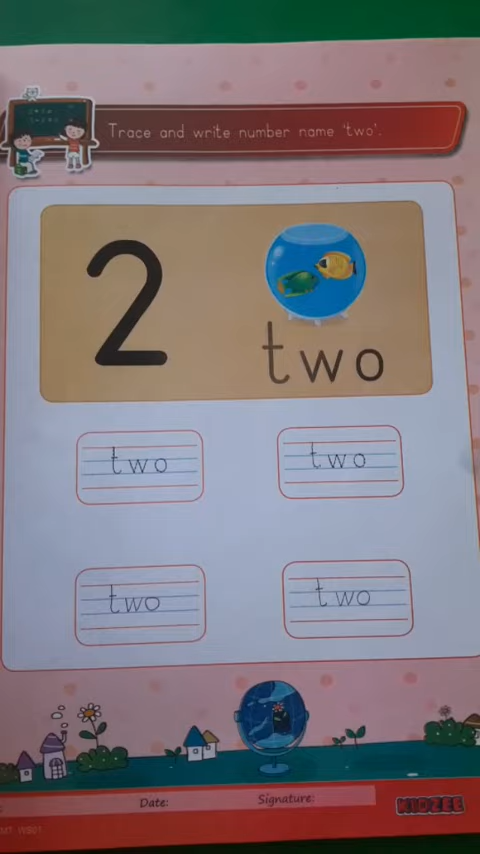 Trace and write number name 'two'.
2
two
two two
two two
Date: Signature:
KIDZEE